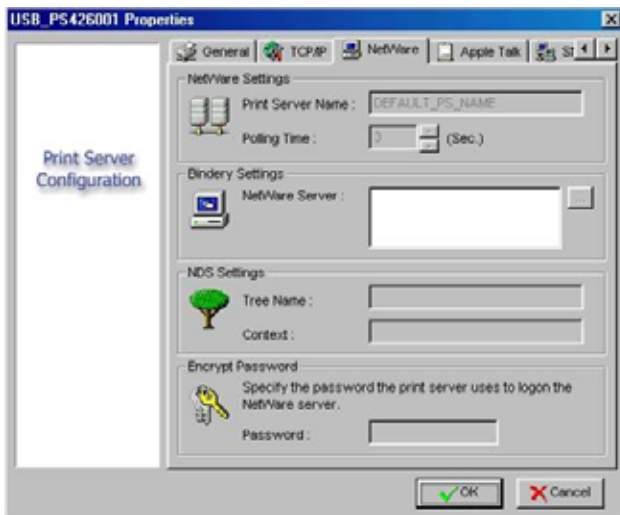 USB_PS426001 Properties
General TCP/IP NetWare Apple Talk St
NetWare Settings
Print Server Name : DEFAULT_PS_NAME
Polling Time : 3 (Sec.)
Print Server
Configuration
Bindery Settings
NetWare Server :
...
NDS Settings
Tree Name :
Context :
Encrypt Password
Specify the password the print server uses to logon the
NetWare server.
Password :
OK Cancel